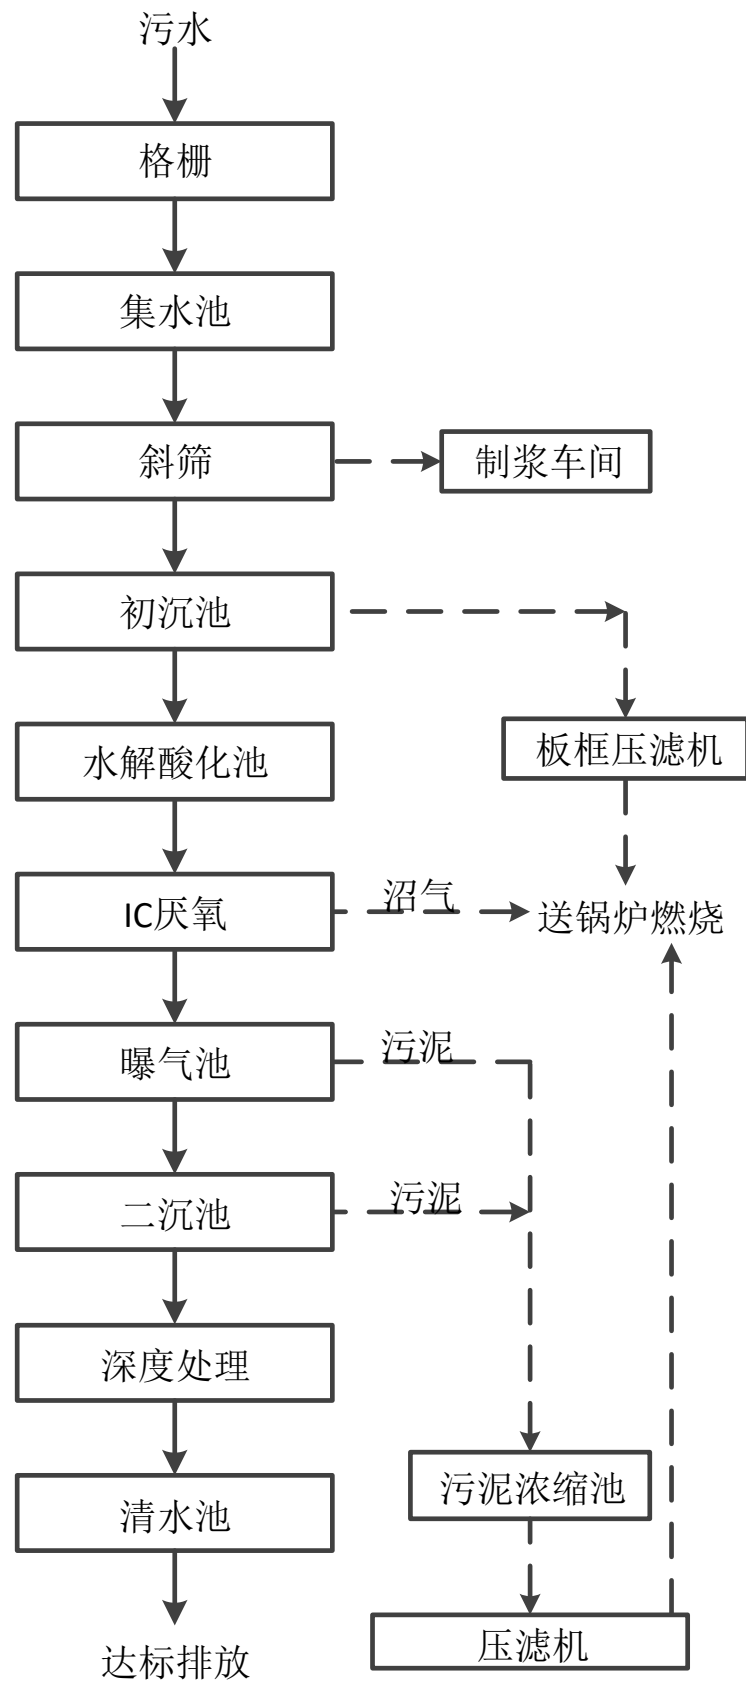 污水
格栅
集水池
斜筛
制浆车间
初沉池
水解酸化池
板框压滤机
IC厌氧
沼气
送锅炉燃烧
曝气池
污泥
二沉池
污泥
深度处理
污泥浓缩池
清水池
压滤机
达标排放